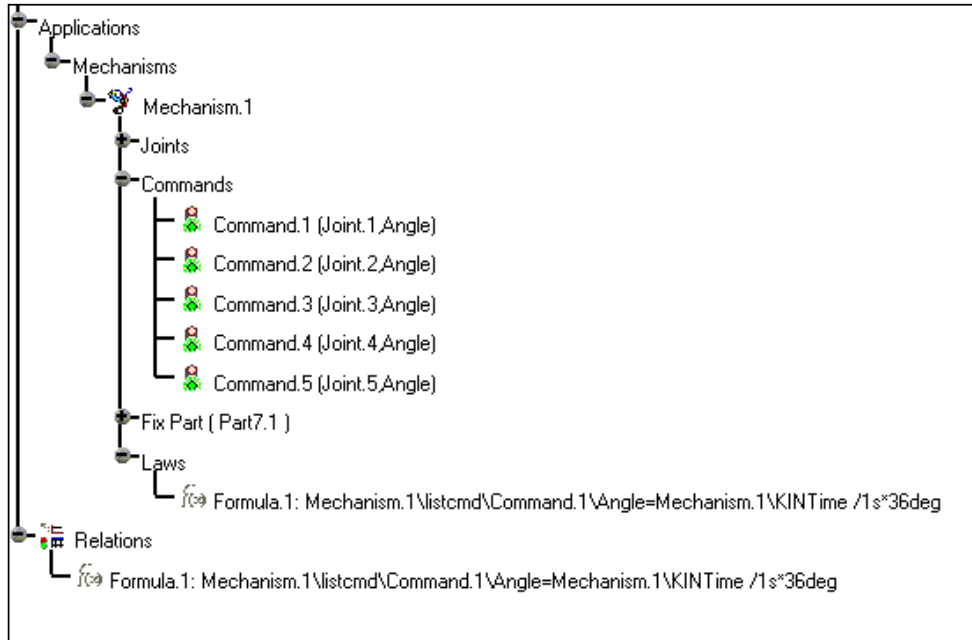 Applications
Mechanisms
Mechanism.1
Joints
Commands
Command.1 (Joint.1,Angle)
Command.2 (Joint.2,Angle)
Command.3 (Joint.3,Angle)
Command.4 (Joint.4,Angle)
Command.5 (Joint.5,Angle)
Fix Part ( Part7.1 )
Laws
f(x) Formula.1: Mechanism.1\listcmd\Command.1\Angle=Mechanism.1\KINTime /1s*36deg
Relations
f(x) Formula.1: Mechanism.1\listcmd\Command.1\Angle=Mechanism.1\KINTime /1s*36deg